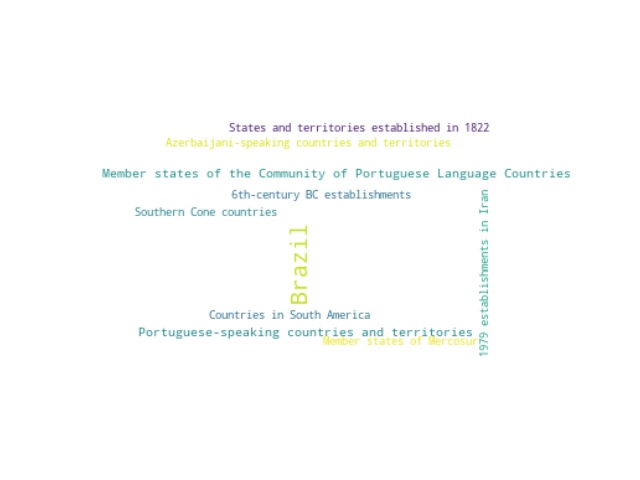 States and territories established in 1822
Azerbaijani-speaking countries and territories
Member states of the Community of Portuguese Language Countries
6th-century BC establishments
Southern Cone countries
Brazil
1979 establishments in Iran
Countries in South America
Portuguese-speaking countries and territories
Member states of Mercosur